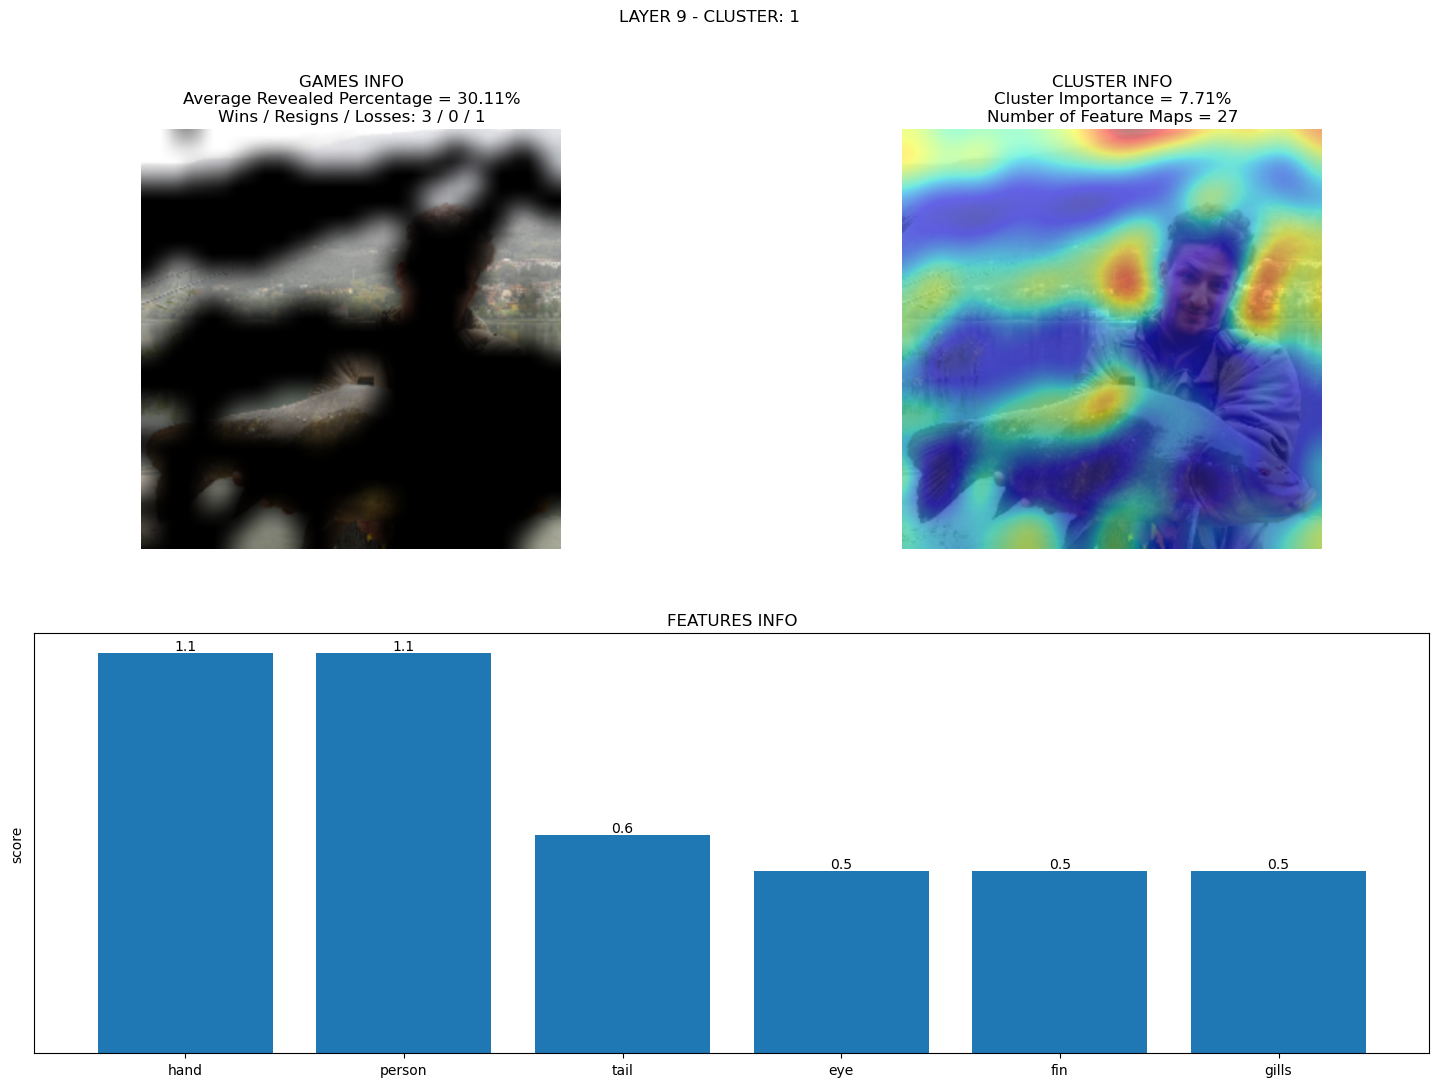 LAYER 9 - CLUSTER: 1
GAMES INFO
Average Revealed Percentage = 30.11%
Wins / Resigns / Losses: 3 / 0 / 1
CLUSTER INFO
Cluster Importance = 7.71%
Number of Feature Maps = 27
FEATURES INFO
score
1.1
1.1
0.6
0.5
0.5
0.5
hand
person
tail
eye
fin
gills